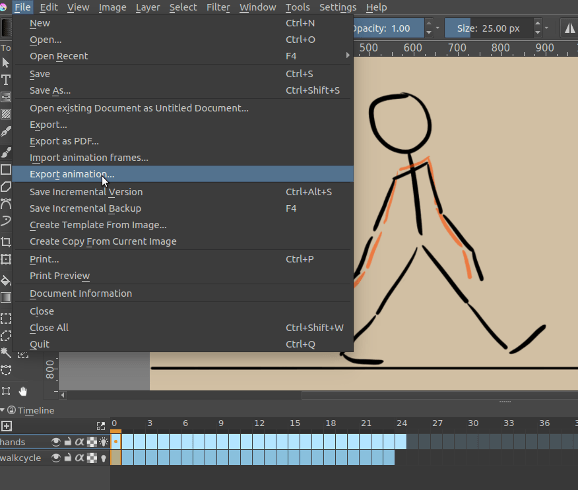 File Edit View Image Layer Select Filter Window Tools Settings Help
New Ctrl+N
Opacity: 1.00 Size: 25.00 px
Open... Ctrl+O
To
500 600 700 800 900
Open Recent F4
Save Ctrl+S
Save As... Ctrl+Shift+S
Open existing Document as Untitled Document...
Export...
Export as PDF...
Import animation frames...
Export animation...
Save Incremental Version Ctrl+Alt+S
Save Incremental Backup F4
Create Template From Image...
Create Copy From Current Image
Print... Ctrl+P
Print Preview
Document Information
Close
Close All Ctrl+Shift+W
Quit Ctrl+Q
800
Timeline
0 3 6 9 12 15 18 21 24 27 30 33 36
hands
walkcycle